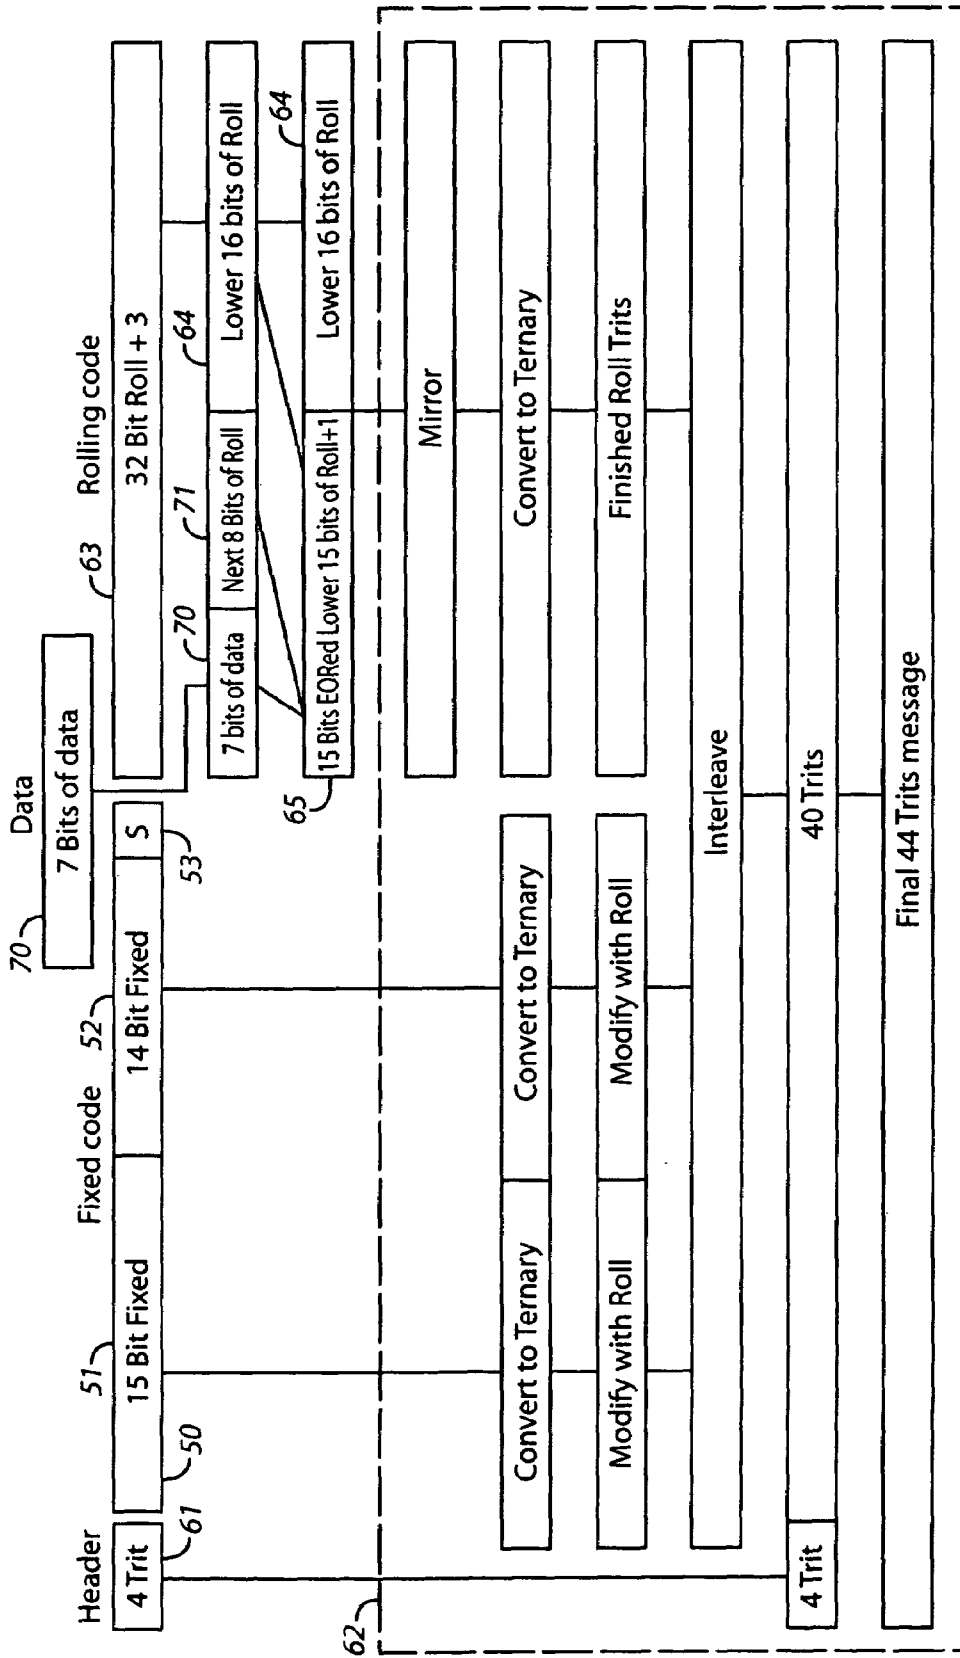 Header
Fixed code
Data
Rolling code
70
7 Bits of data
51
52
63
4 Trit
15 Bit Fixed
14 Bit Fixed
S
32 Bit Roll + 3
61
50
53
70
71
64
7 bits of data
Next 8 Bits of Roll
Lower 16 bits of Roll
64
15 Bits EORed Lower 15 bits of Roll+1
Lower 16 bits of Roll
65
62
Mirror
Convert to Ternary
Convert to Ternary
Convert to Ternary
Modify with Roll
Modify with Roll
Finished Roll Trits
Interleave
4 Trit
40 Trits
Final 44 Trits message